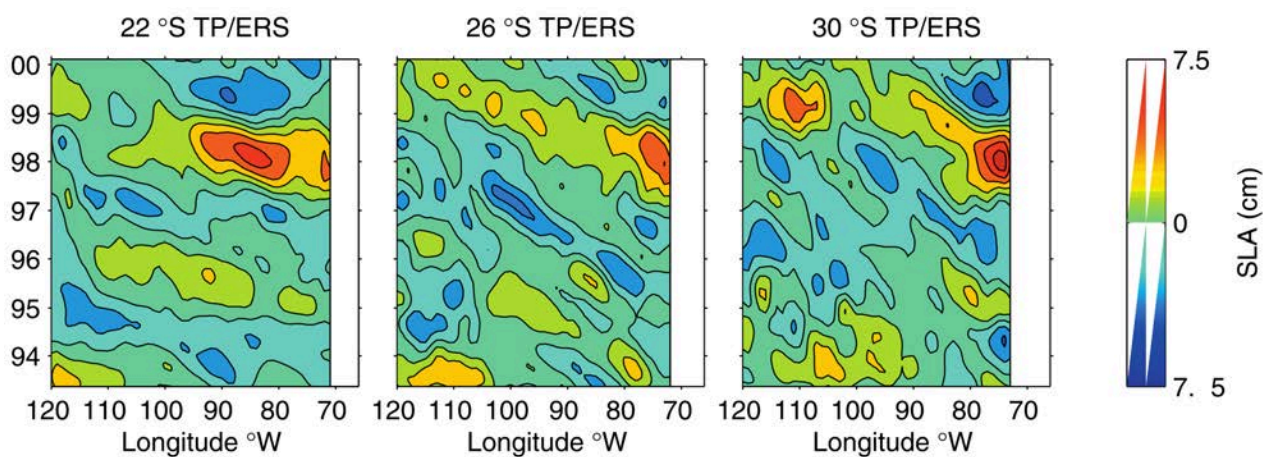 22 °S TP/ERS
26 °S TP/ERS
30 °S TP/ERS
00
99
98
97
96
95
94
120 110 100 90 80 70
120 110 100 90 80 70
120 110 100 90 80 70
Longitude °W
Longitude °W
Longitude °W
7.5
0
7. 5
SLA (cm)